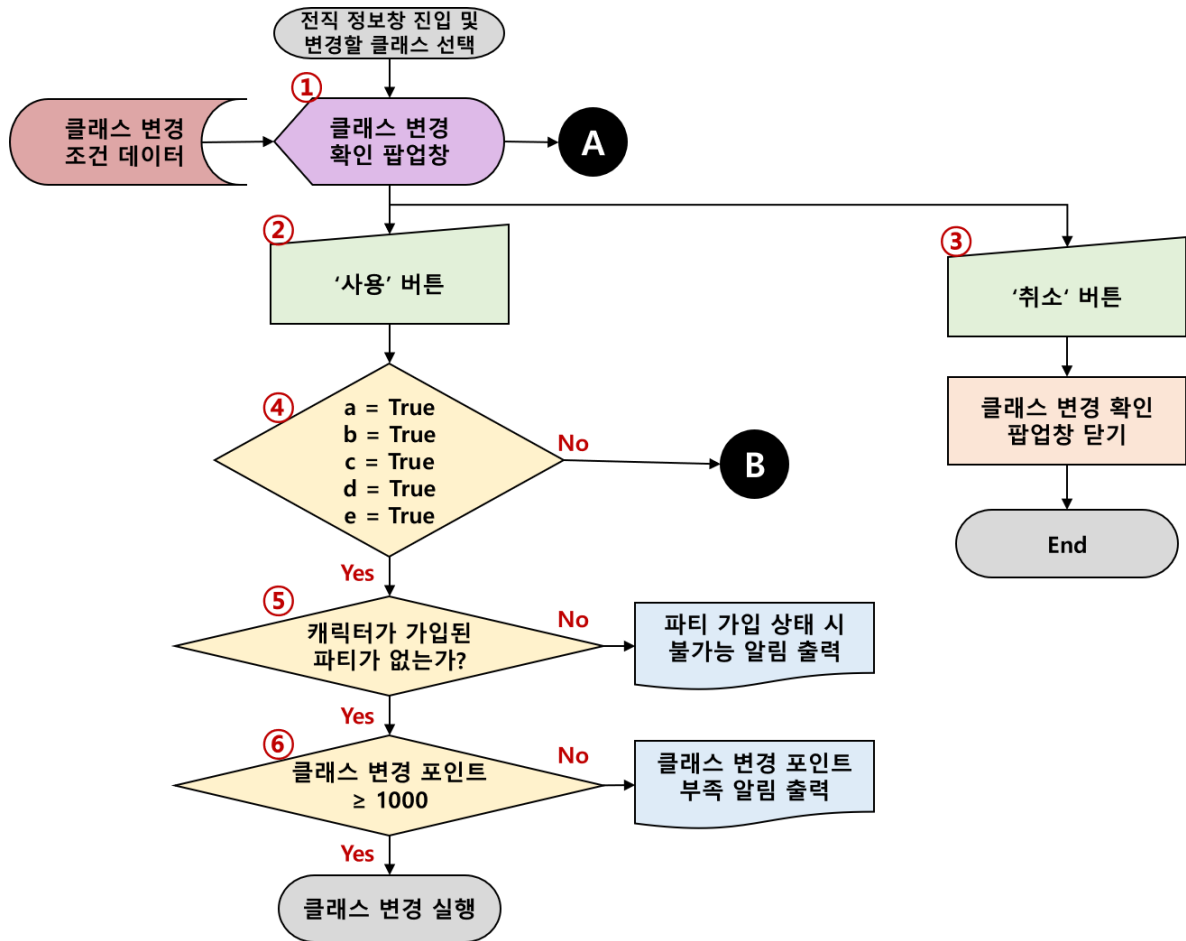 전직 정보창 진입 및
변경할 클래스 선택
①
클래스 변경
조건 데이터
클래스 변경
확인 팝업창
A
②
‘사용’ 버튼
③
‘취소‘ 버튼
④
a = True
b = True
c = True
d = True
e = True
No
B
클래스 변경 확인
팝업창 닫기
End
Yes
⑤
캐릭터가 가입된
파티가 없는가?
No
파티 가입 상태 시
불가능 알림 출력
Yes
⑥
클래스 변경 포인트
≥ 1000
No
클래스 변경 포인트
부족 알림 출력
Yes
클래스 변경 실행